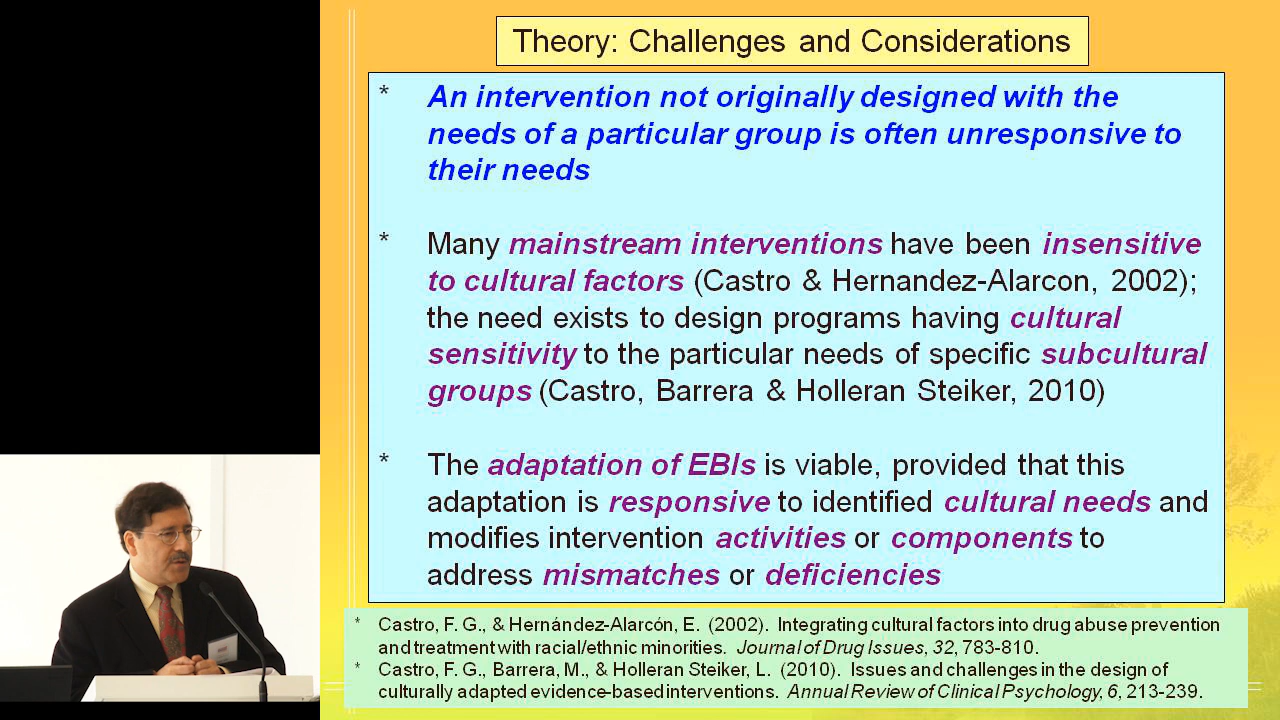 Theory: Challenges and Considerations
* An intervention not originally designed with the
needs of a particular group is often unresponsive to
their needs
* Many mainstream interventions have been insensitive
to cultural factors (Castro & Hernandez-Alarcon, 2002);
the need exists to design programs having cultural
sensitivity to the particular needs of specific subcultural
groups (Castro, Barrera & Holleran Steiker, 2010)
* The adaptation of EBIs is viable, provided that this
adaptation is responsive to identified cultural needs and
modifies intervention activities or components to
address mismatches or deficiencies
* Castro, F. G., & Hernández-Alarcón, E. (2002). Integrating cultural factors into drug abuse prevention
and treatment with racial/ethnic minorities. Journal of Drug Issues, 32, 783-810.
* Castro, F. G., Barrera, M., & Holleran Steiker, L. (2010). Issues and challenges in the design of
culturally adapted evidence-based interventions. Annual Review of Clinical Psychology, 6, 213-239.